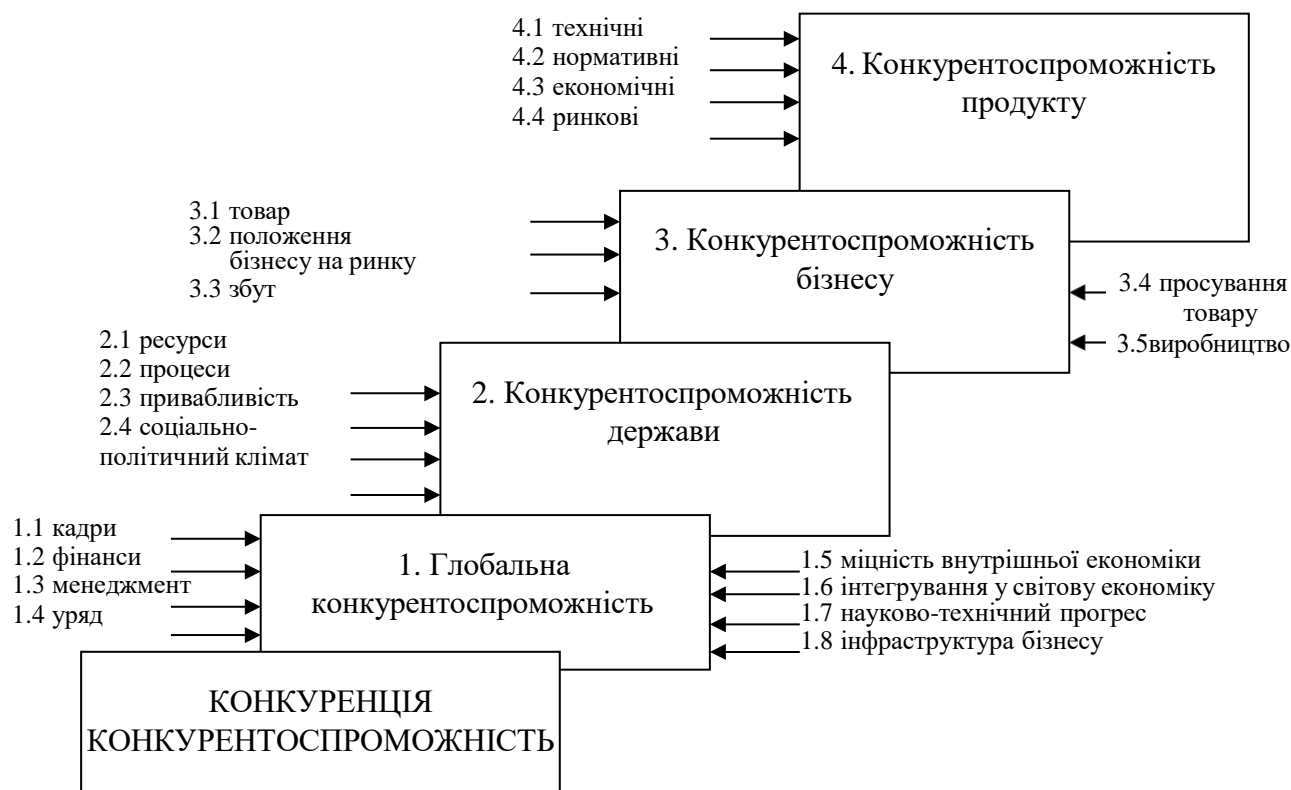 4.1 технічні
4.2 нормативні
4.3 економічні
4.4 ринкові
4. Конкурентоспроможність
продукту
3.1 товар
3.2 положення
бізнесу на ринку
3.3 збут
3. Конкурентоспроможність
бізнесу
3.4 просування
товару
3.5виробництво
2.1 ресурси
2.2 процеси
2.3 привабливість
2.4 соціально-
політичний клімат
2. Конкурентоспроможність
держави
1.1 кадри
1.2 фінанси
1.3 менеджмент
1.4 уряд
1. Глобальна
конкурентоспроможність
1.5 міцність внутрішньої економіки
1.6 інтегрування у світову економіку
1.7 науково-технічний прогрес
1.8 інфраструктура бізнесу
КОНКУРЕНЦІЯ
КОНКУРЕНТОСПРОМОЖНІСТЬ